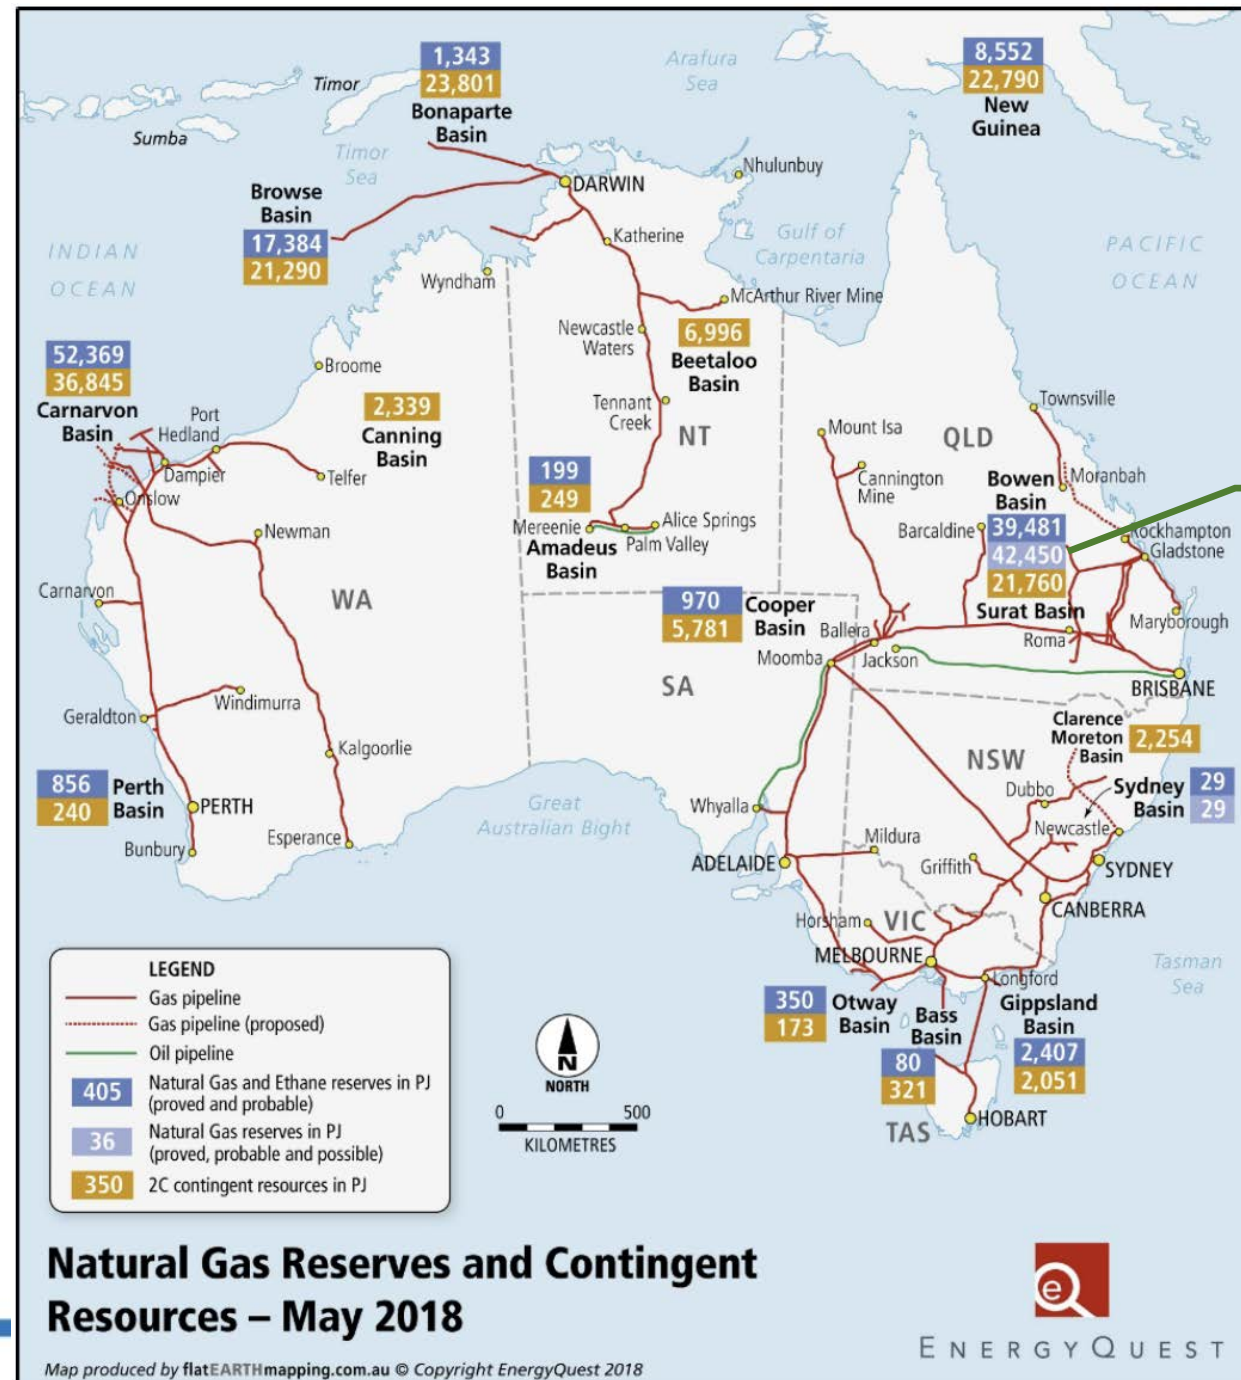 Arafura
Sea
1,343
23,801
Bonaparte
Basin
8,552
22,790
New
Guinea
Timor
Sumba
Timor
Sea
Nhulunbuy
DARWIN
Browse
Basin
17,384
21,290
Katherine
Gulf of
Carpentaria
INDIAN
OCEAN
PACIFIC
OCEAN
Wyndham
McArthur River Mine
Newcastle
Waters
6,996
Beetaloo
Basin
52,369
36,845
Carnarvon
Basin
Broome
2,339
Canning
Basin
Port
Hedland
Dampier
Onslow
Telfer
Tennant
Creek
NT
Townsville
Mount Isa
QLD
Cannington
Mine
Bowen
Basin
Moranbah
39,481
42,450
21,760
Surat Basin
Barcaldine
Rockhampton
Gladstone
199
249
Mereenie
Alice Springs
Palm Valley
Amadeus
Basin
Newman
Carnarvon
WA
970
5,781
Cooper
Basin
Ballera
Roma
Maryborough
Moomba
Jackson
SA
BRISBANE
Windimurra
Geraldton
Kalgoorlie
Clarence
Moreton
Basin
2,254
NSW
856
240
Perth
Basin
PERTH
Dubbo
Sydney
Basin
29
29
Great
Australian Bight
Whyalla
Newcastle
Esperance
Bunbury
Mildura
Griffith
ADELAIDE
SYDNEY
CANBERRA
Horsham
VIC
MELBOURNE
Longford
Tasman
Sea
350
173
Otway
Basin
Bass
Basin
80
321
Gippsland
Basin
2,407
2,051
TAS
HOBART
LEGEND
Gas pipeline
Gas pipeline (proposed)
Oil pipeline
405 Natural Gas and Ethane reserves in PJ
(proved and probable)
36 Natural Gas reserves in PJ
(proved, probable and possible)
350 2C contingent resources in PJ
N
NORTH
0 500
KILOMETRES
Natural Gas Reserves and Contingent
Resources – May 2018
e
ENERGYQUEST
Map produced by flatEARTHmapping.com.au © Copyright EnergyQuest 2018